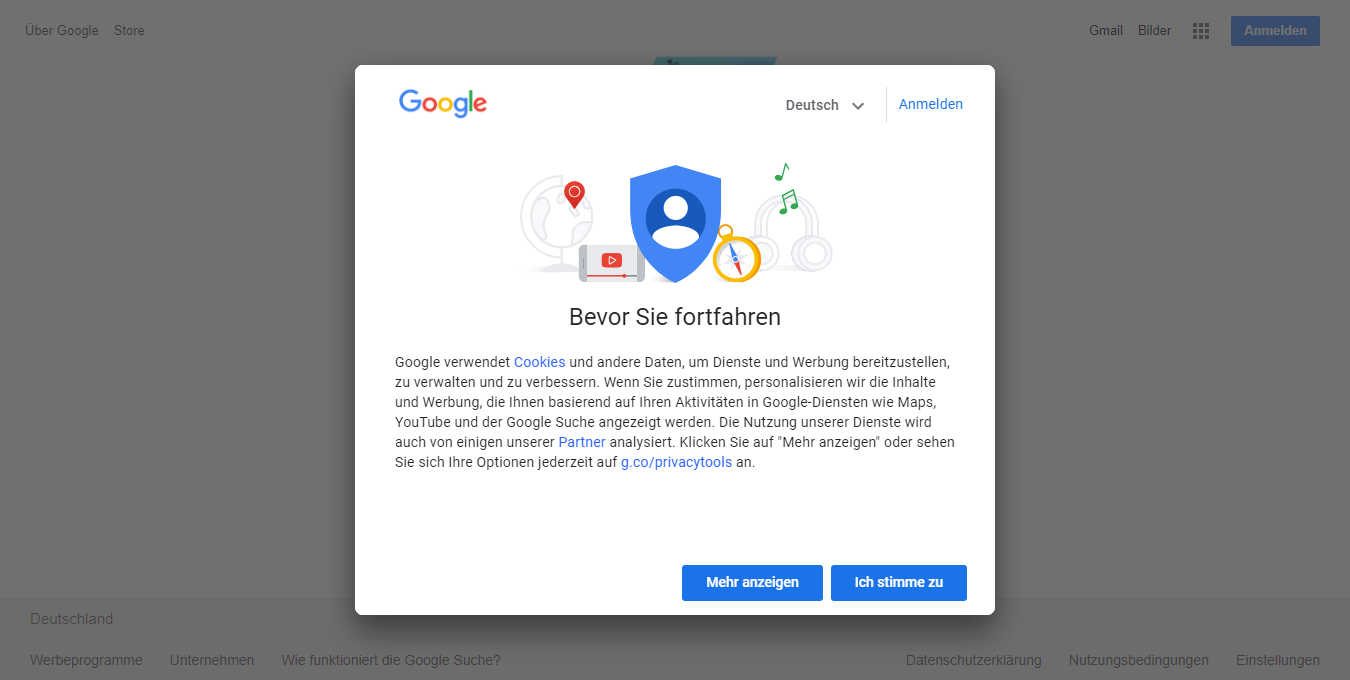 Über Google Store Gmail Bilder Anmelden
Google Deutsch Anmelden
Bevor Sie fortfahren
Google verwendet Cookies und andere Daten, um Dienste und Werbung bereitzustellen,
zu verwalten und zu verbessern. Wenn Sie zustimmen, personalisieren wir die Inhalte
und Werbung, die Ihnen basierend auf Ihren Aktivitäten in Google-Diensten wie Maps,
YouTube und der Google Suche angezeigt werden. Die Nutzung unserer Dienste wird
auch von einigen unserer Partner analysiert. Klicken Sie auf "Mehr anzeigen" oder sehen
Sie sich Ihre Optionen jederzeit auf g.co/privacytools an.
Mehr anzeigen Ich stimme zu
Deutschland
Werbeprogramme Unternehmen Wie funktioniert die Google Suche? Datenschutzerklärung Nutzungsbedingungen Einstellungen